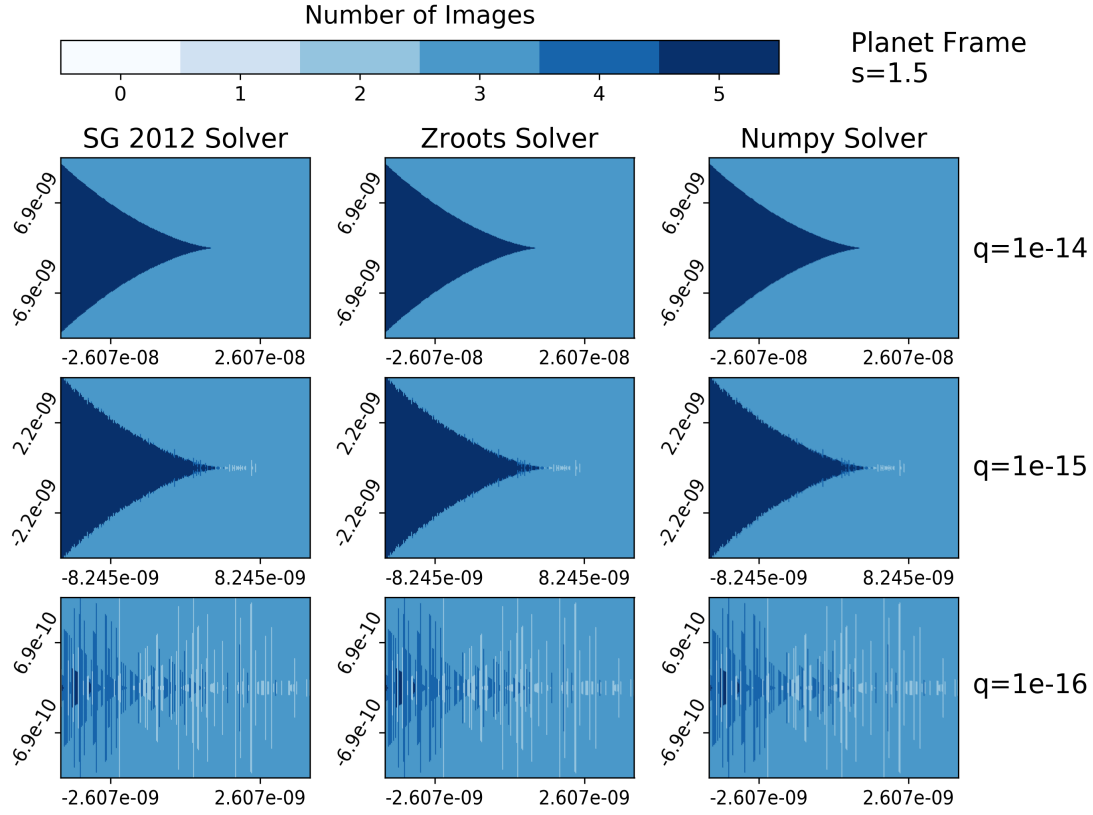 Number of Images
Planet Frame
s=1.5
0 1 2 3 4 5
SG 2012 Solver Zroots Solver Numpy Solver
6.9e-09 6.9e-09 6.9e-09
q=1e-14
-6.9e-09 -6.9e-09 -6.9e-09
-2.607e-08 2.607e-08 -2.607e-08 2.607e-08 -2.607e-08 2.607e-08
2.2e-09 2.2e-09 2.2e-09
q=1e-15
-2.2e-09 -2.2e-09 -2.2e-09
-8.245e-09 8.245e-09 -8.245e-09 8.245e-09 -8.245e-09 8.245e-09
6.9e-10 6.9e-10 6.9e-10
q=1e-16
-6.9e-10 -6.9e-10 -6.9e-10
-2.607e-09 2.607e-09 -2.607e-09 2.607e-09 -2.607e-09 2.607e-09